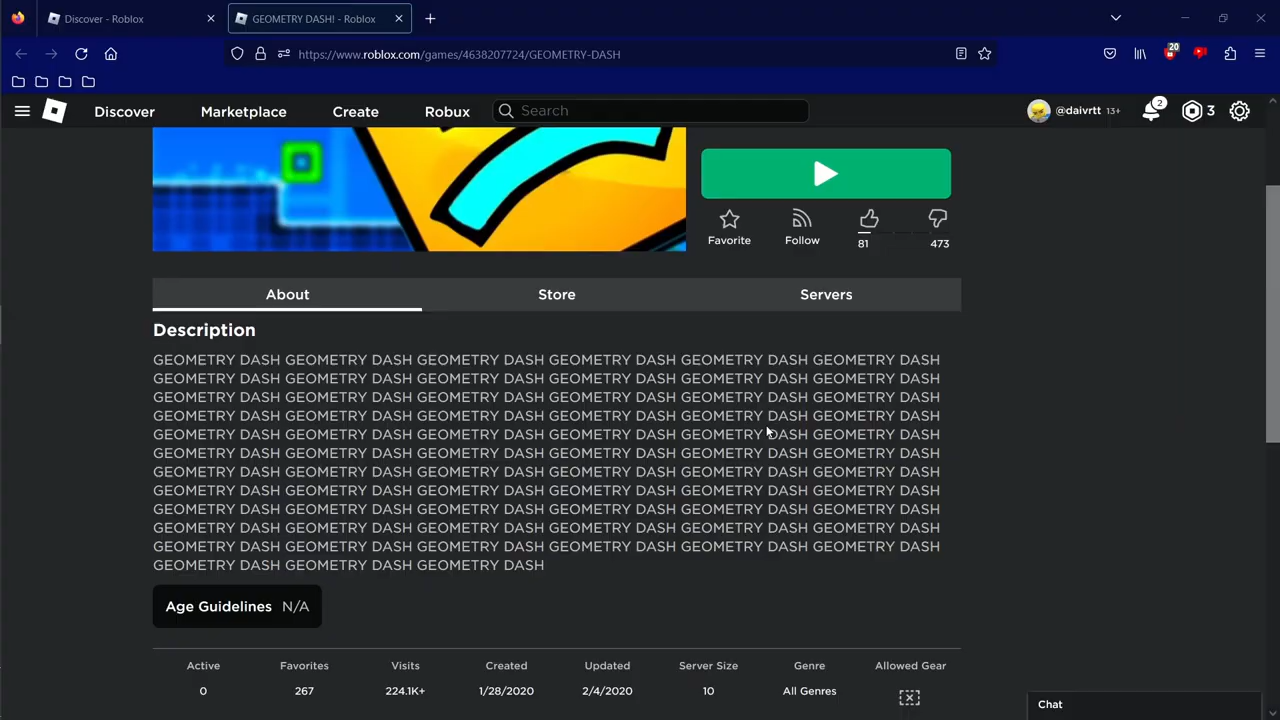 Discover - Roblox
GEOMETRY DASH! - Roblox
https://www.roblox.com/games/4638207724/GEOMETRY-DASH
20
Discover
Marketplace
Create
Robux
Search
@daivrtt 13+
2
3
Favorite
Follow
81
473
About
Store
Servers
Description
GEOMETRY DASH GEOMETRY DASH GEOMETRY DASH GEOMETRY DASH GEOMETRY DASH GEOMETRY DASH
GEOMETRY DASH GEOMETRY DASH GEOMETRY DASH GEOMETRY DASH GEOMETRY DASH GEOMETRY DASH
GEOMETRY DASH GEOMETRY DASH GEOMETRY DASH GEOMETRY DASH GEOMETRY DASH GEOMETRY DASH
GEOMETRY DASH GEOMETRY DASH GEOMETRY DASH GEOMETRY DASH GEOMETRY DASH GEOMETRY DASH
GEOMETRY DASH GEOMETRY DASH GEOMETRY DASH GEOMETRY DASH GEOMETRY DASH GEOMETRY DASH
GEOMETRY DASH GEOMETRY DASH GEOMETRY DASH GEOMETRY DASH GEOMETRY DASH GEOMETRY DASH
GEOMETRY DASH GEOMETRY DASH GEOMETRY DASH GEOMETRY DASH GEOMETRY DASH GEOMETRY DASH
GEOMETRY DASH GEOMETRY DASH GEOMETRY DASH GEOMETRY DASH GEOMETRY DASH GEOMETRY DASH
GEOMETRY DASH GEOMETRY DASH GEOMETRY DASH GEOMETRY DASH GEOMETRY DASH GEOMETRY DASH
GEOMETRY DASH GEOMETRY DASH GEOMETRY DASH GEOMETRY DASH GEOMETRY DASH GEOMETRY DASH
GEOMETRY DASH GEOMETRY DASH GEOMETRY DASH GEOMETRY DASH GEOMETRY DASH GEOMETRY DASH
GEOMETRY DASH GEOMETRY DASH GEOMETRY DASH
Age Guidelines N/A
Active Favorites Visits Created Updated Server Size Genre Allowed Gear
0 267 224.1K+ 1/28/2020 2/4/2020 10 All Genres
Chat